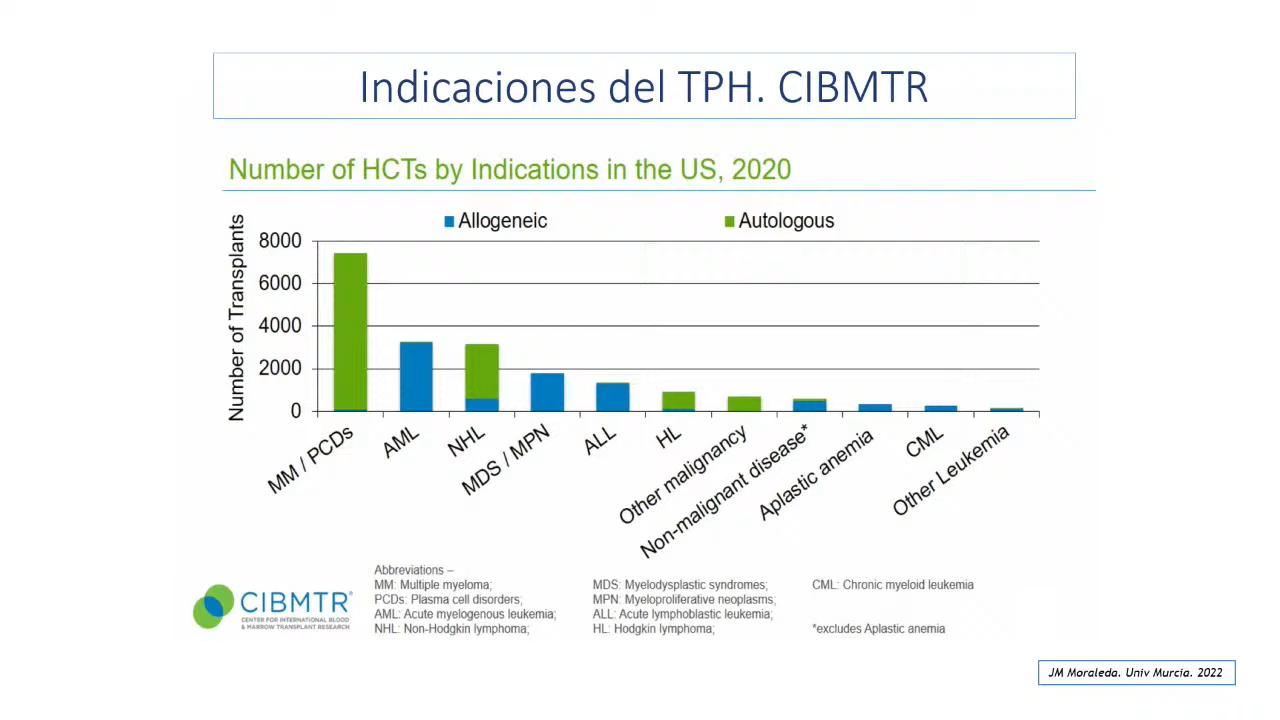 Indicaciones del TPH. CIBMTR
Number of HCTs by Indications in the US, 2020
Allogeneic
Autologous
Number of Transplants
8000
6000
4000
2000
0
MM / PCDs
AML
NHL
MDS / MPN
ALL
HL
Other malignancy
Non-malignant disease*
Aplastic anemia
CML
Other Leukemia
Abbreviations –
MM: Multiple myeloma;
PCDs: Plasma cell disorders,
AML: Acute myelogenous leukemia;
NHL: Non-Hodgkin lymphoma;
MDS: Myelodysplastic syndromes;
MPN: Myeloproliferative neoplasms;
ALL: Acute lymphoblastic leukemia;
HL: Hodgkin lymphoma;
CML: Chronic myeloid leukemia
*excludes Aplastic anemia
CIBMTR®
CENTER FOR INTERNATIONAL BLOOD
& MARROW TRANSPLANT RESEARCH
JM Moraleda. Univ Murcia. 2022